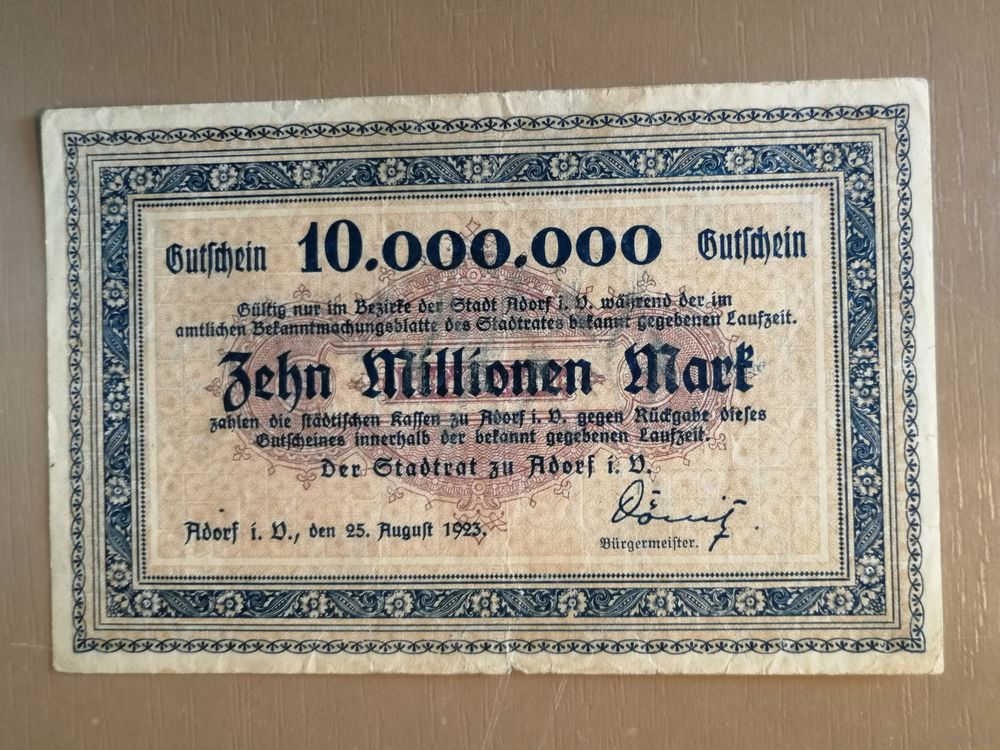 Gutschein 10.000.000 Gutschein
Gültig nur im Bezirke der Stadt Adorf i. V. während der im
amtlichen Bekanntmachungsblatte des Stadtrates bekannt gegebenen Laufzeit.
Zehn Millionen Mark
zahlen die städtischen Kassen zu Adorf i. V. gegen Rückgabe dieses
Gutscheines innerhalb der bekannt gegebenen Laufzeit.
Der Stadtrat zu Adorf i. V.
Adorf i. V., den 25. August 1923.
Bürgermeister.